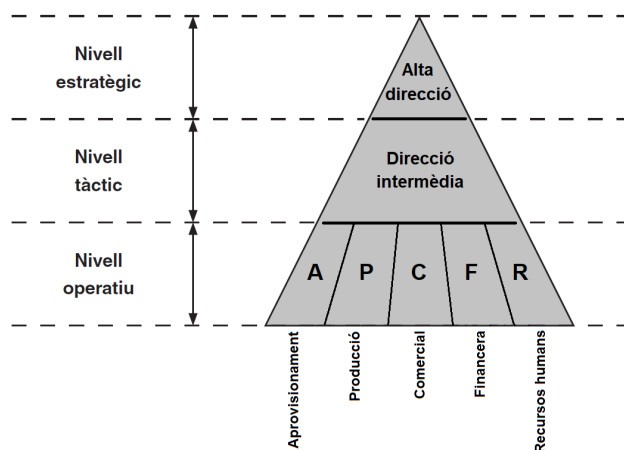 Nivell
estratègic
Alta
direcció
Nivell
tàctic
Direcció
intermèdia
Nivell
operatiu
A P C F R
Aprovisionament
Producció
Comercial
Financera
Recursos humans